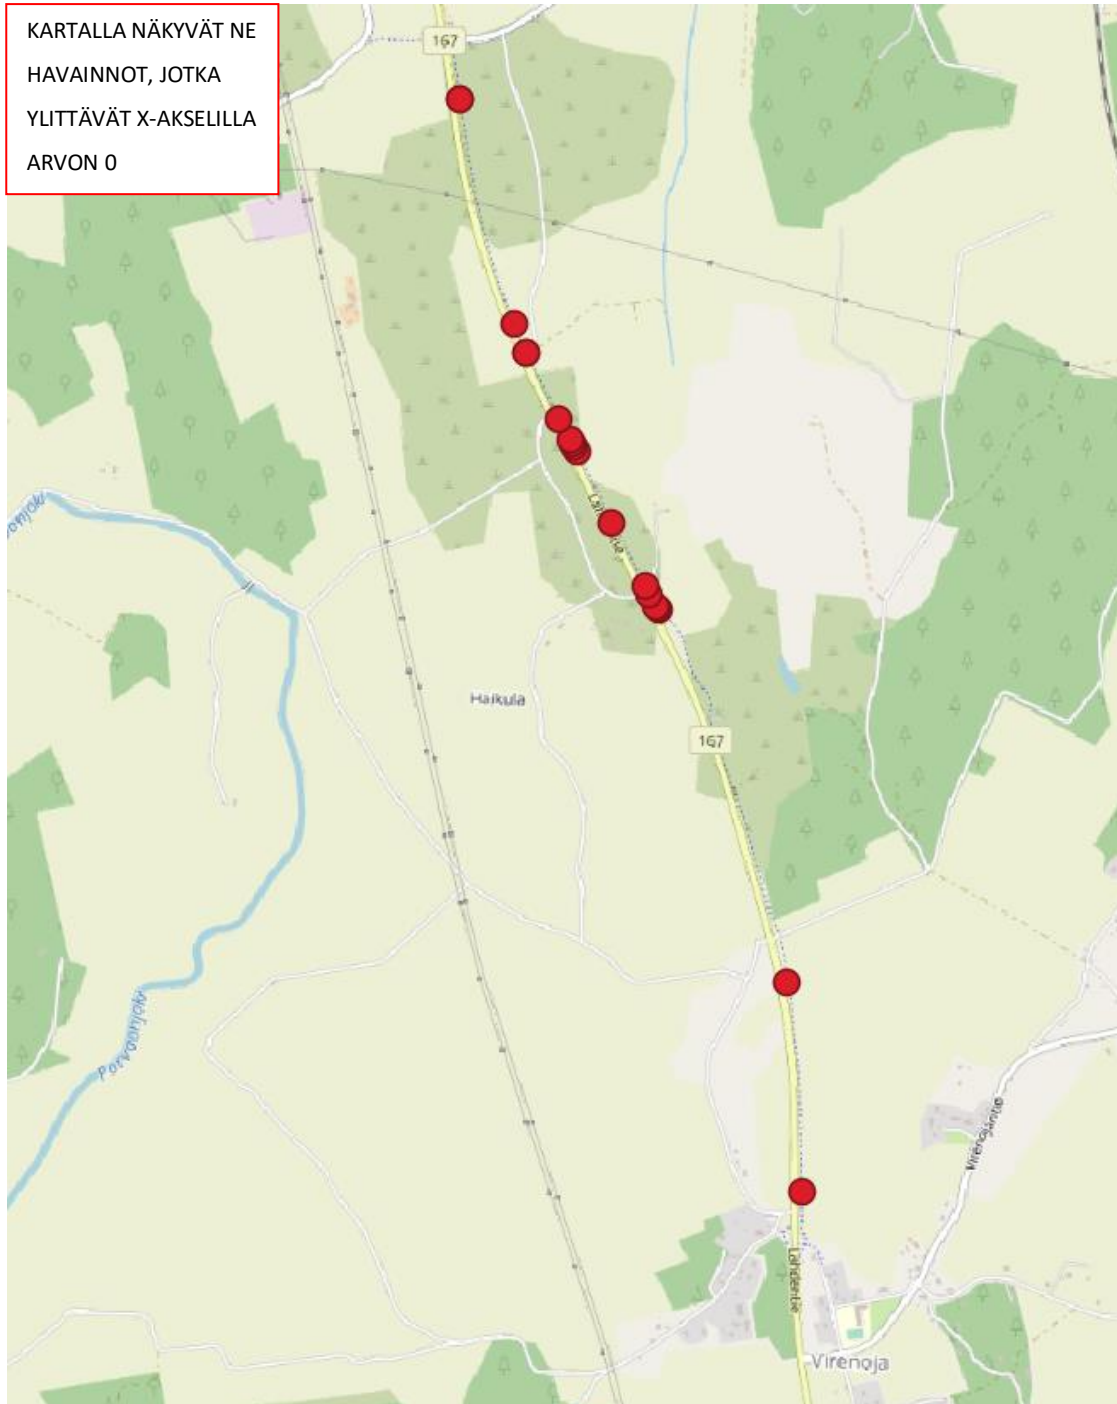 KARTALLA NÄKYVÄT NE
HAVAINNOT, JOTKA
YLITTÄVÄT X-AKSELILLA
ARVON 0
167
Haikula
167
Porvoonjoki
Virenojantie
Lahdentie
Virenoja